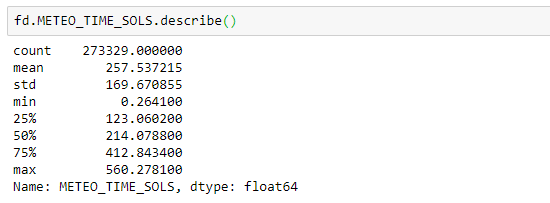 fd.METEO_TIME_SOLS.describe()
count    273329.000000
mean        257.537215
std         169.670855
min           0.264100
25%         123.060200
50%         214.078800
75%         412.843400
max         560.278100
Name: METEO_TIME_SOLS, dtype: float64